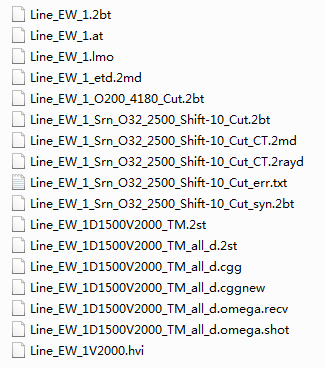 Line_EW_1.2bt
Line_EW_1.at
Line_EW_1.lmo
Line_EW_1_etd.2md
Line_EW_1_O200_4180_Cut.2bt
Line_EW_1_Srn_O32_2500_Shift-10_Cut.2bt
Line_EW_1_Srn_O32_2500_Shift-10_Cut_CT.2md
Line_EW_1_Srn_O32_2500_Shift-10_Cut_CT.2rayd
Line_EW_1_Srn_O32_2500_Shift-10_Cut_err.txt
Line_EW_1_Srn_O32_2500_Shift-10_Cut_syn.2bt
Line_EW_1D1500V2000_TM.2st
Line_EW_1D1500V2000_TM_all_d.2st
Line_EW_1D1500V2000_TM_all_d.cgg
Line_EW_1D1500V2000_TM_all_d.cggnew
Line_EW_1D1500V2000_TM_all_d.omega.recv
Line_EW_1D1500V2000_TM_all_d.omega.shot
Line_EW_1V2000.hvi